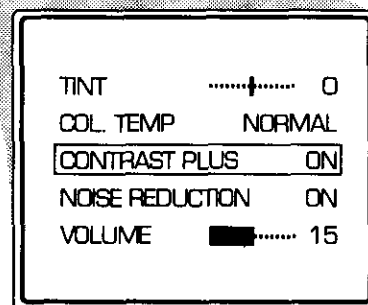 TINT 0
COL. TEMP NORMAL
CONTRAST PLUS ON
NOISE REDUCTION ON
VOLUME 15